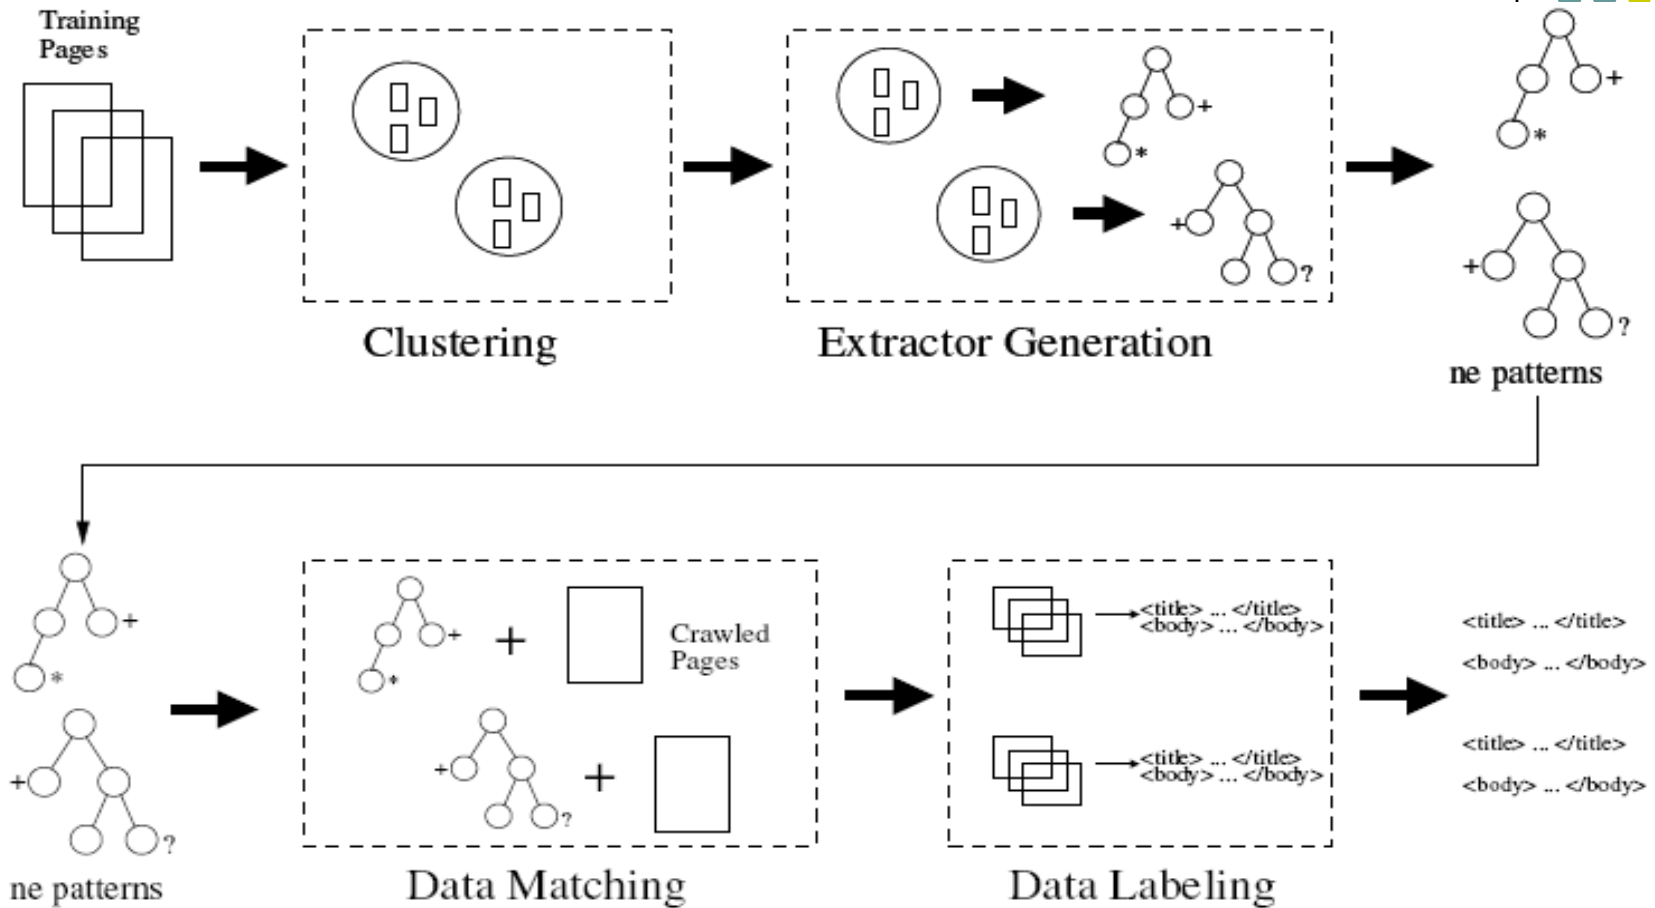 Training
Pages
+
*
+
?
Clustering
Extractor Generation
+
*
+
?
ne patterns
+
*
+
?
ne patterns
+
*
+
Crawled
Pages
+
?
+
Data Matching
<title> ... </title>
<body> ... </body>
<title> ... </title>
<body> ... </body>
Data Labeling
<title> ... </title>
<body> ... </body>
<title> ... </title>
<body> ... </body>